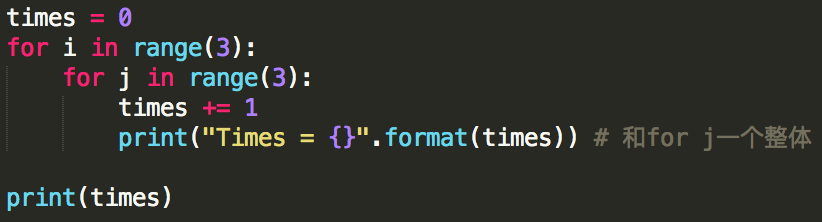 times = 0
for i in range(3):
    for j in range(3):
        times += 1
        print("Times = {}".format(times)) # 和for j一个整体
print(times)